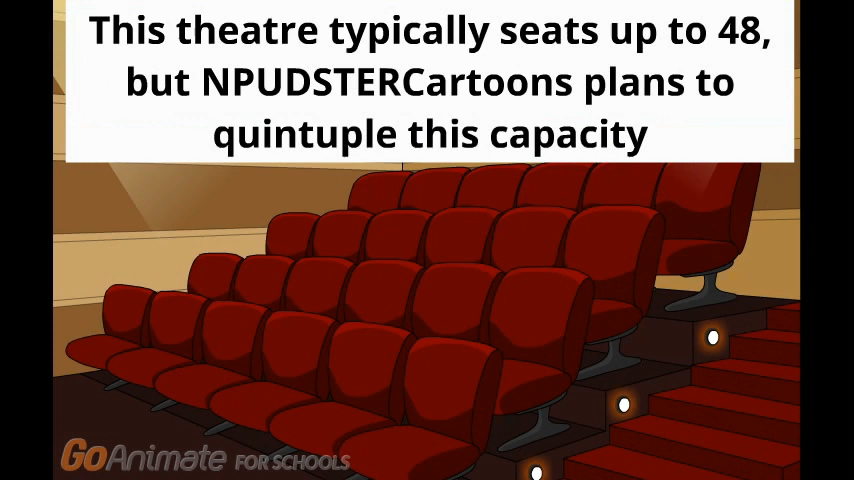 This theatre typically seats up to 48,
but NPUDSTERCartoons plans to
quintuple this capacity
GoAnimate FOR SCHOOLS